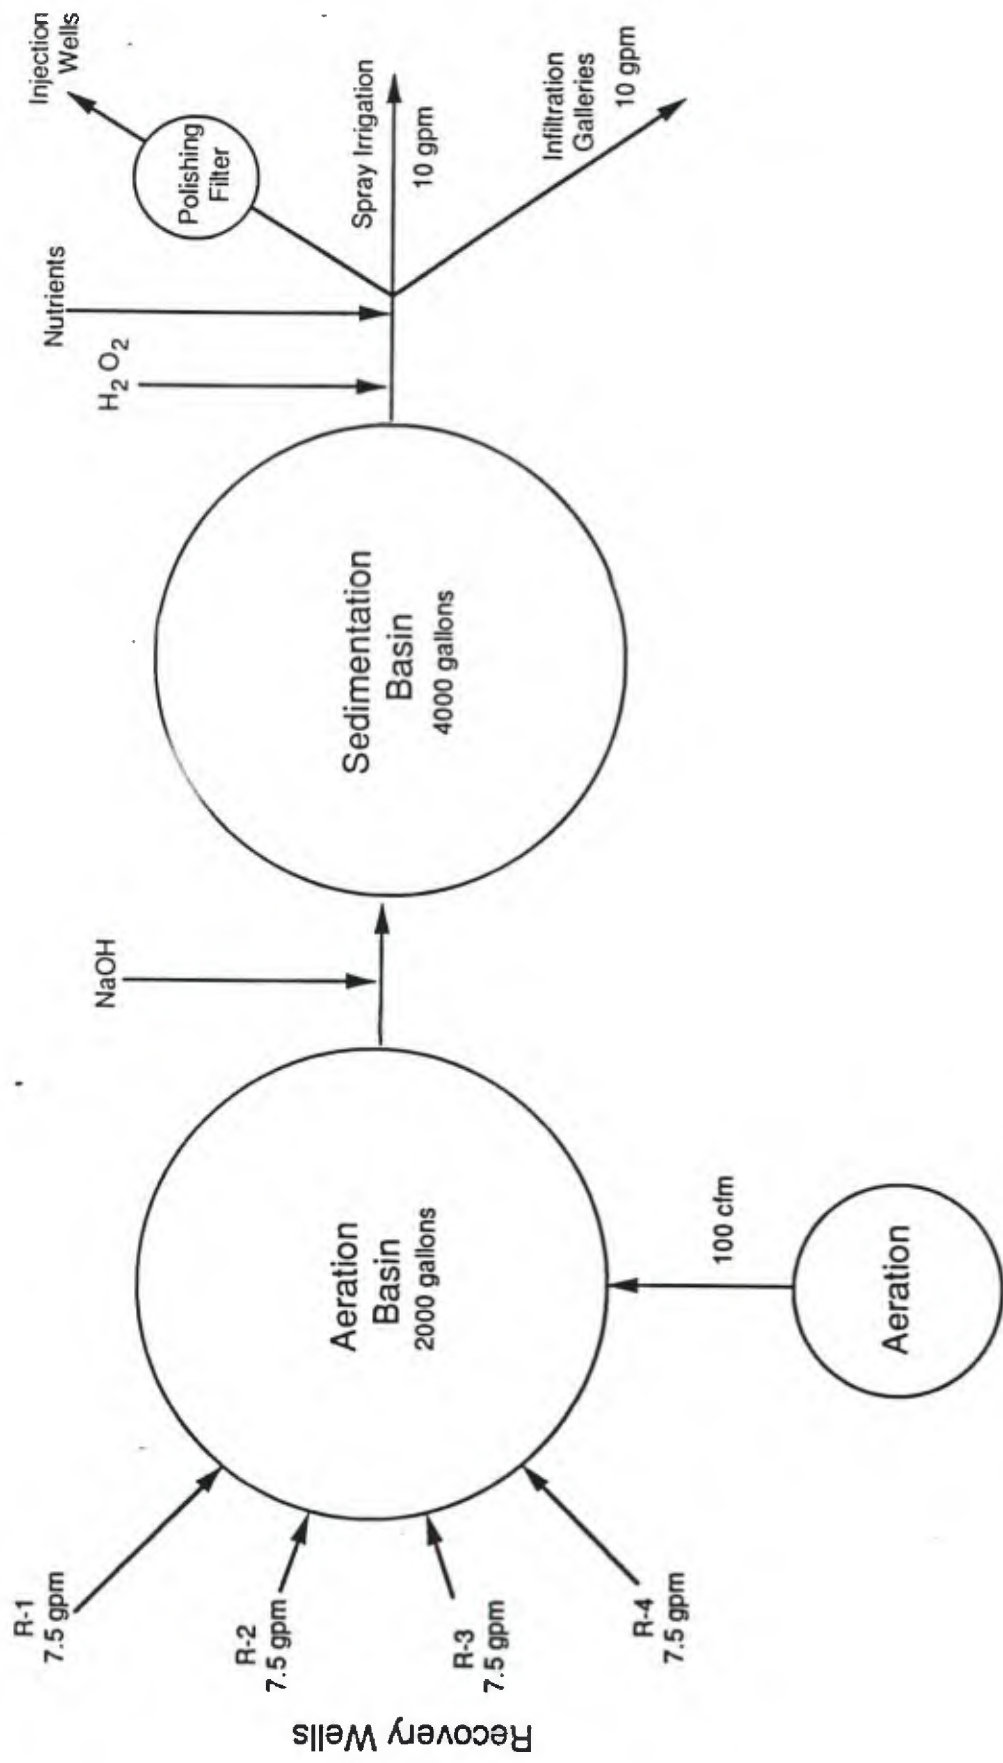 Recovery Wells
R-1
7.5 gpm
R-2
7.5 gpm
R-3
7.5 gpm
R-4
7.5 gpm
Aeration
Basin
2000 gallons
100 cfm
Aeration
NaOH
Sedimentation
Basin
4000 gallons
H₂O₂
Nutrients
Polishing
Filter
Injection
Wells
Spray Irrigation
10 gpm
Infiltration
Galleries
10 gpm